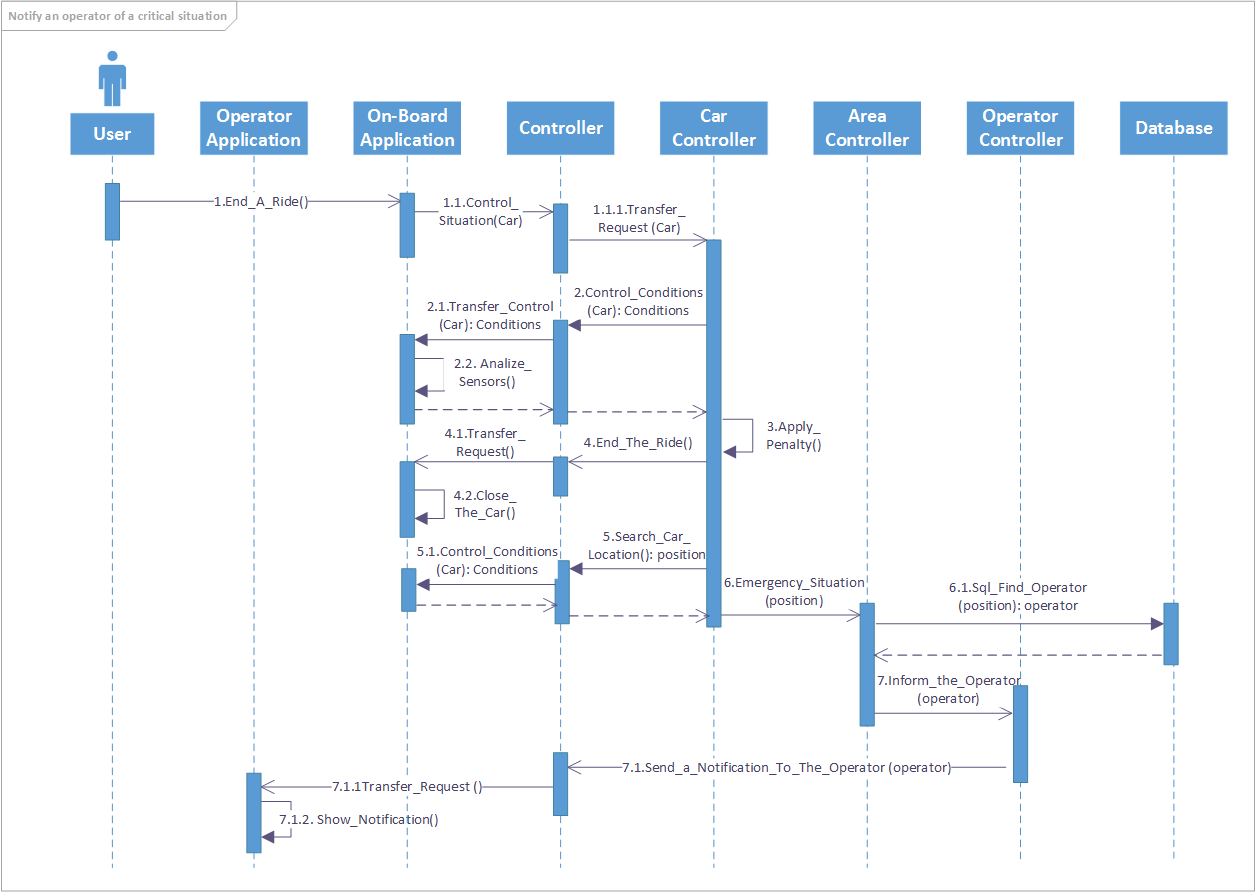 Notify an operator of a critical situation
User
Operator
Application
On-Board
Application
Controller
Car
Controller
Area
Controller
Operator
Controller
Database
1.End_A_Ride()
1.1.Control_
Situation(Car)
1.1.1.Transfer_
Request (Car)
2.Control_Conditions
(Car): Conditions
2.1.Transfer_Control
(Car): Conditions
2.2. Analize_
Sensors()
3.Apply_
Penalty()
4.End_The_Ride()
4.1.Transfer_
Request()
4.2.Close_
The_Car()
5.Search_Car_
Location(): position
5.1.Control_Conditions
(Car): Conditions
6.Emergency_Situation
(position)
6.1.Sql_Find_Operator
(position): operator
7.Inform_the_Operator
(operator)
7.1.Send_a_Notification_To_The_Operator (operator)
7.1.1Transfer_Request ()
7.1.2. Show_Notification()